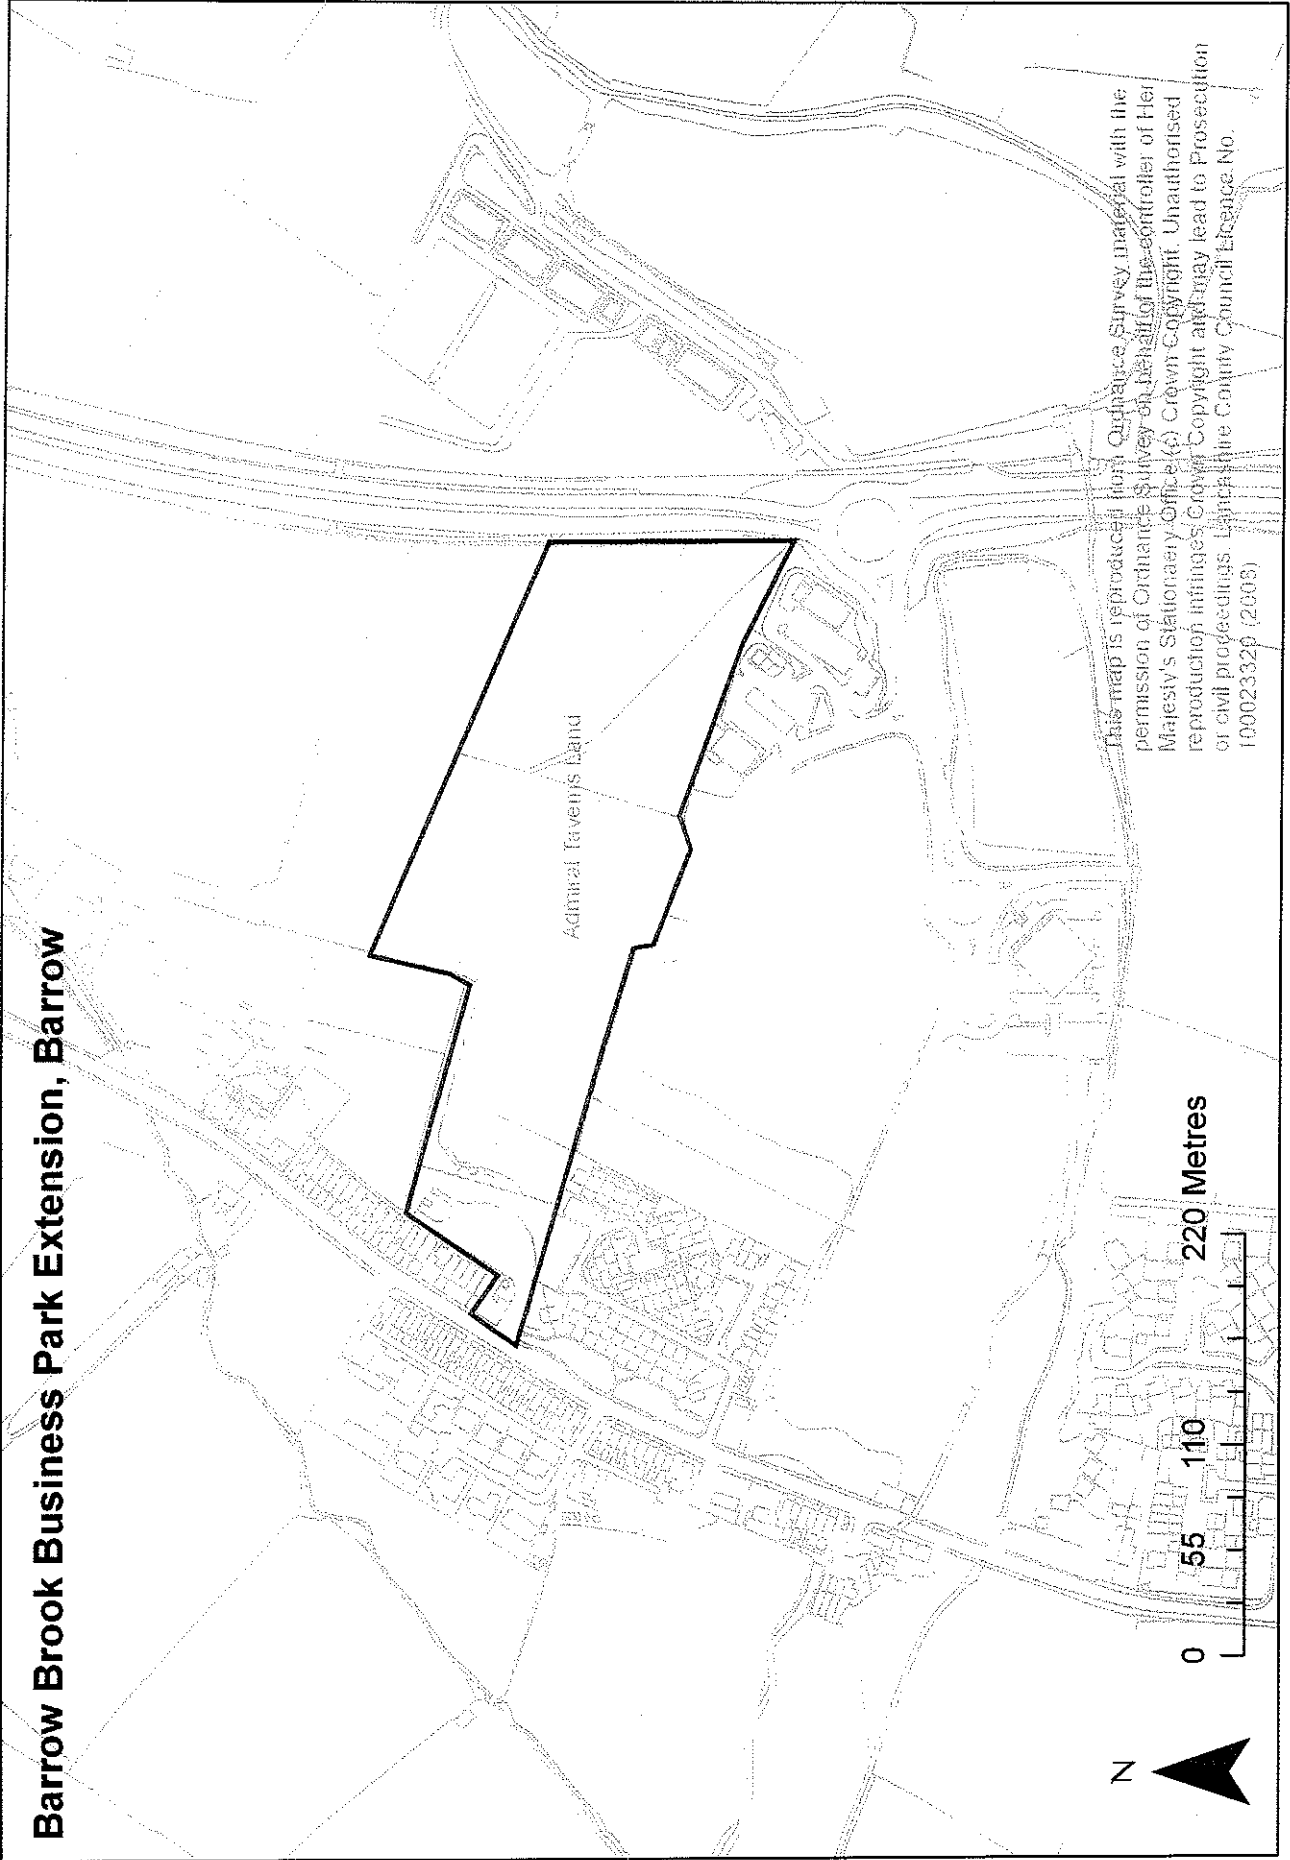 Barrow Brook Business Park Extension, Barrow
Admiral Taverns Land
This map is reproduced from Ordnance Survey material with the
permission of Ordnance Survey on behalf of the controller of Her
Majesty's Stationaery Office (c) Crown Copyright. Unauthorised
reproduction infringes Crown Copyright and may lead to Prosecution
or civil proceedings. Lancashire County Council Licence No.
100023320 (2008)
N
0 55 110 220 Metres